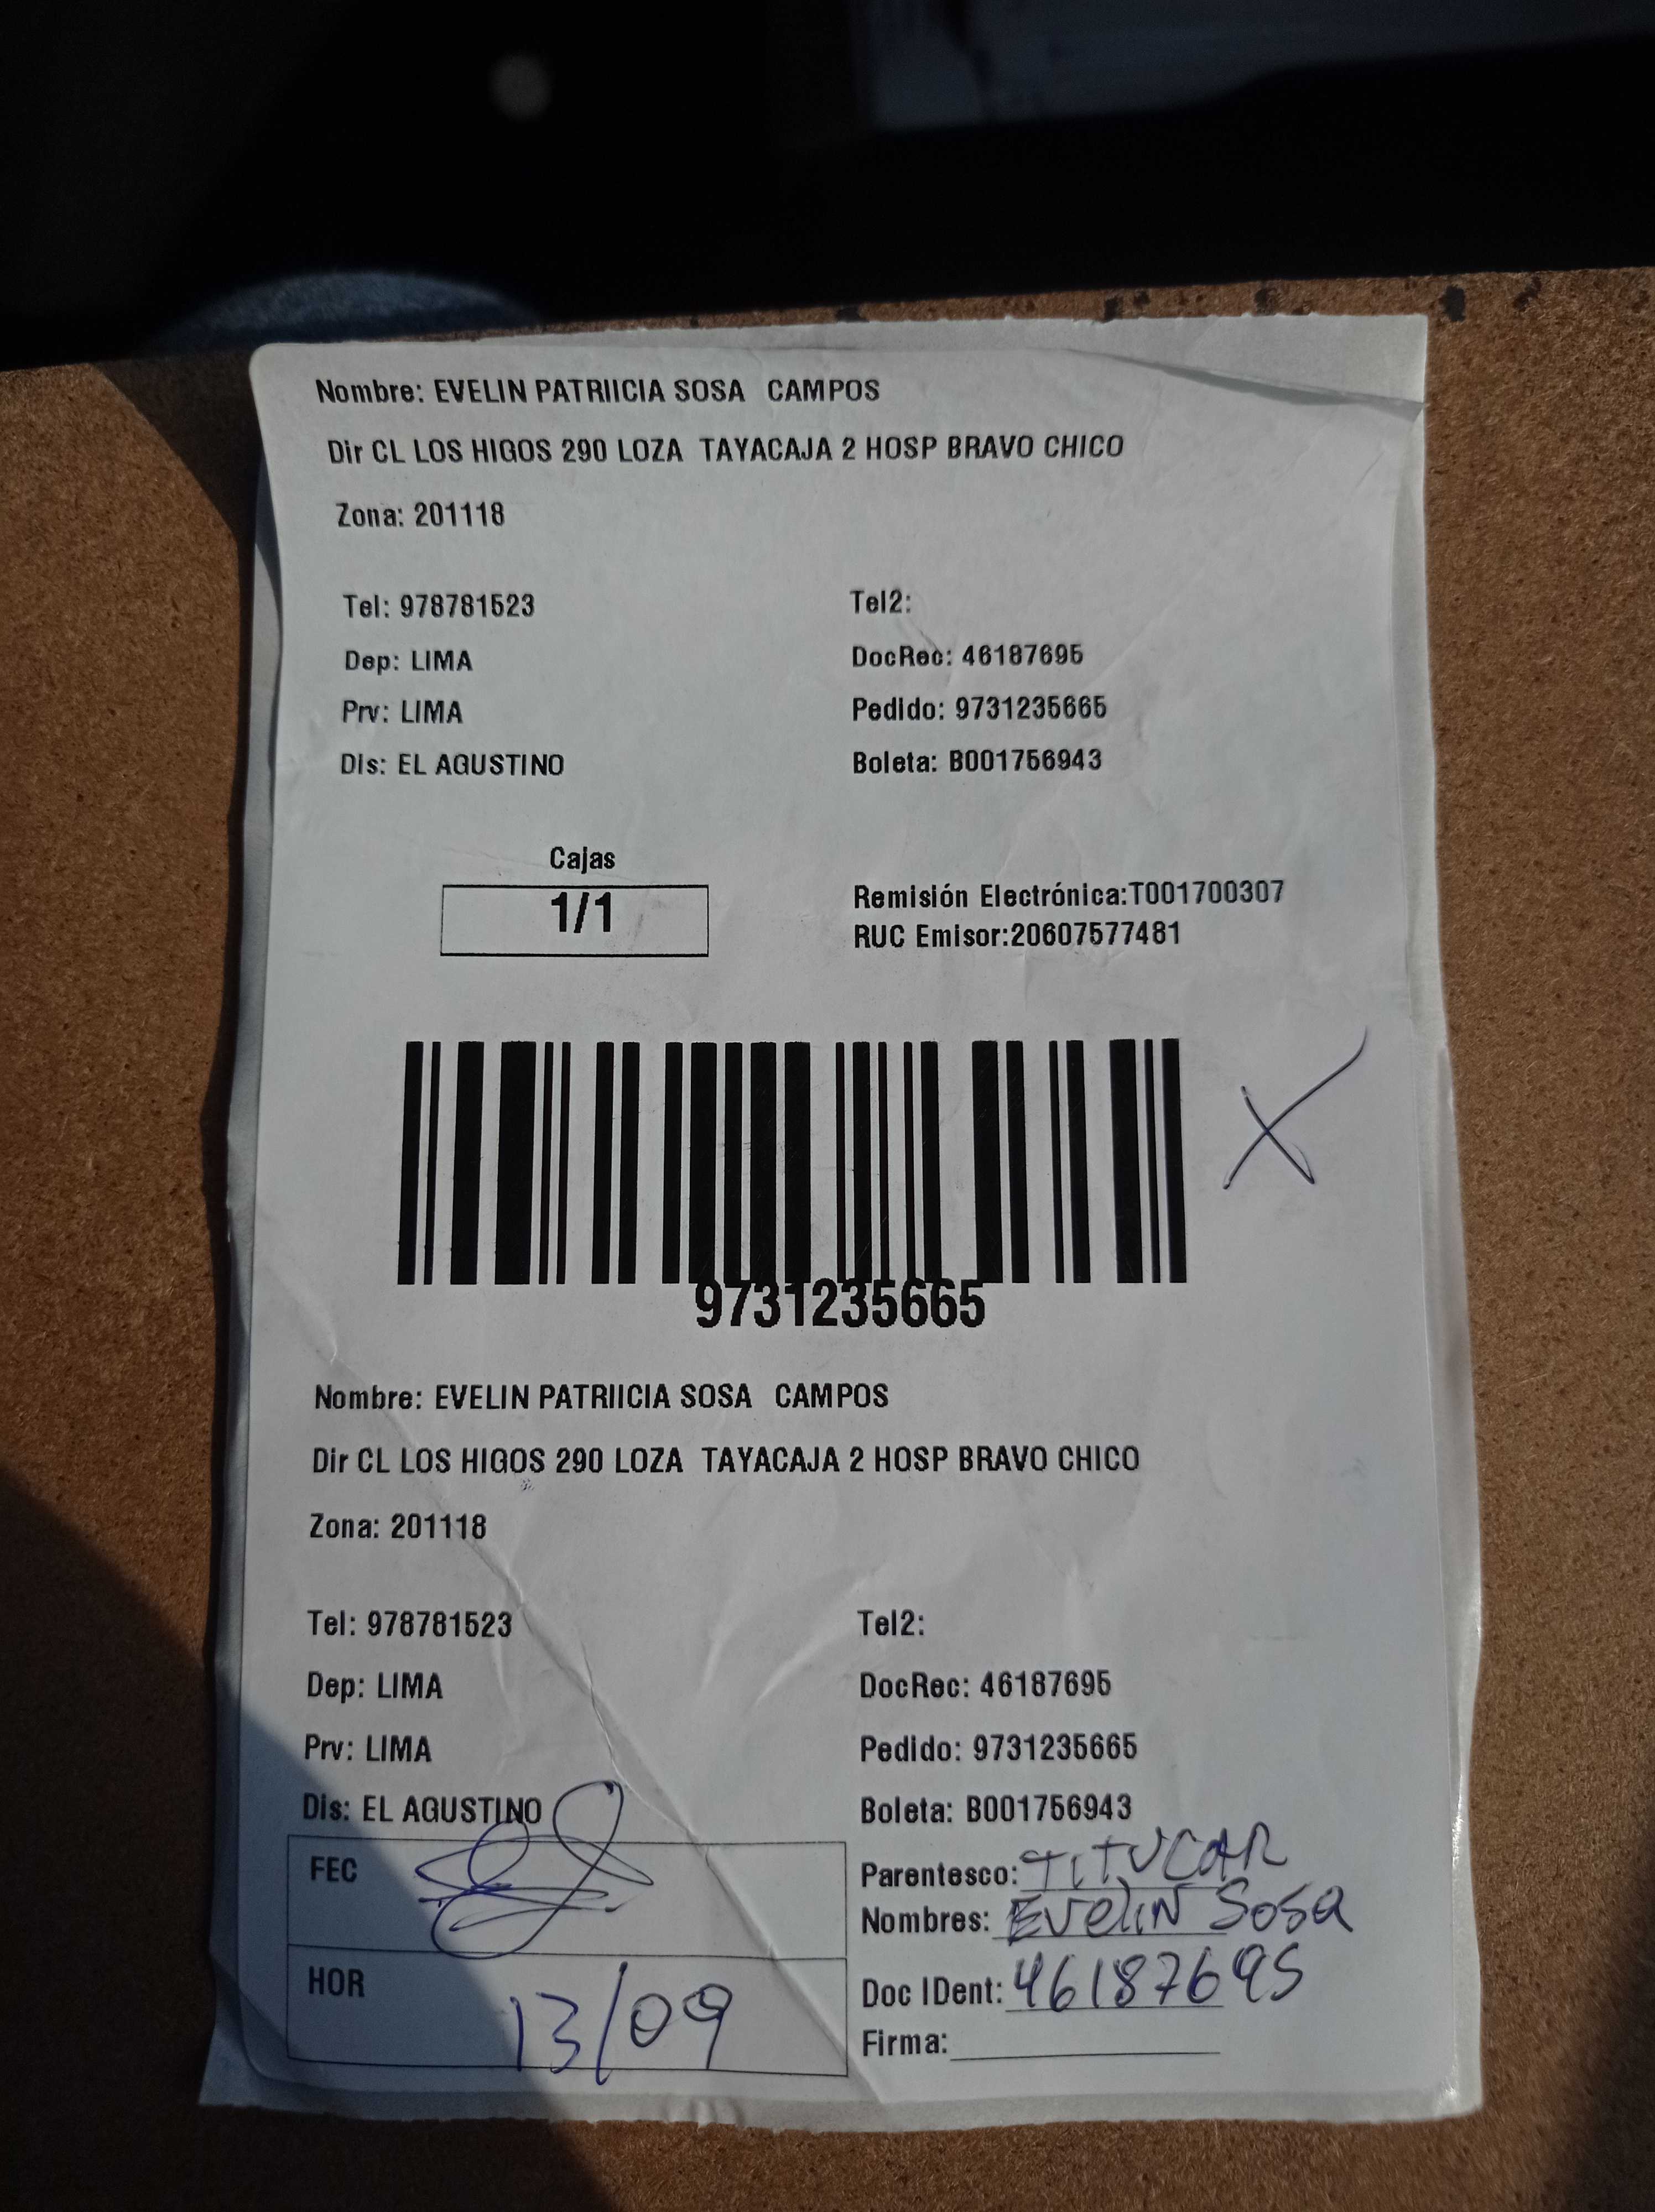 Nombre: EVELIN PATRIICIA SOSA CAMPOS
Dir CL LOS HIGOS 290 LOZA TAYACAJA 2 HOSP BRAVO CHICO
Zona: 201118
Tel: 978781523 Tel2:
Dep: LIMA DocRec: 46187695
Prv: LIMA Pedido: 9731235665
Dis: EL AGUSTINO Boleta: B001756943
Cajas
1/1
Remisión Electrónica:T001700307
RUC Emisor:20607577481
X
9731235665
Nombre: EVELIN PATRIICIA SOSA CAMPOS
Dir CL LOS HIGOS 290 LOZA TAYACAJA 2 HOSP BRAVO CHICO
Zona: 201118
Tel: 978781523 Tel2:
Dep: LIMA DocRec: 46187695
Prv: LIMA Pedido: 9731235665
Dis: EL AGUSTINO Boleta: B001756943
FEC
HOR 13/09
Parentesco: TITULAR
Nombres: Evelin Sosa
Doc IDent: 46187695
Firma: